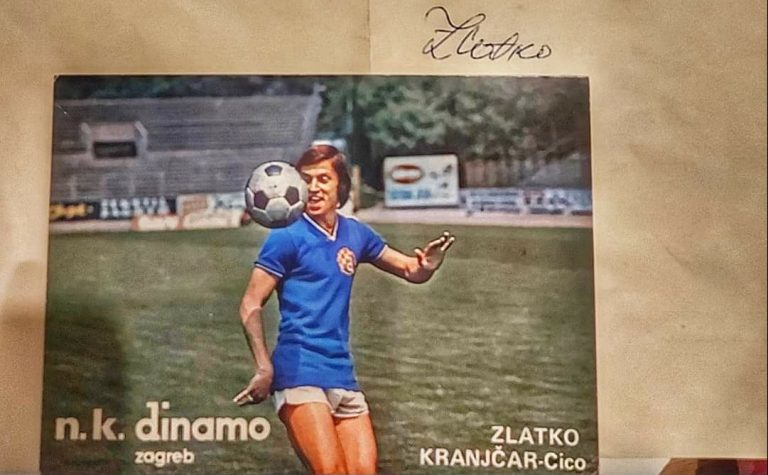 Zlatko
n.k. dinamo
zagreb
ZLATKO
KRANJČAR-Cico